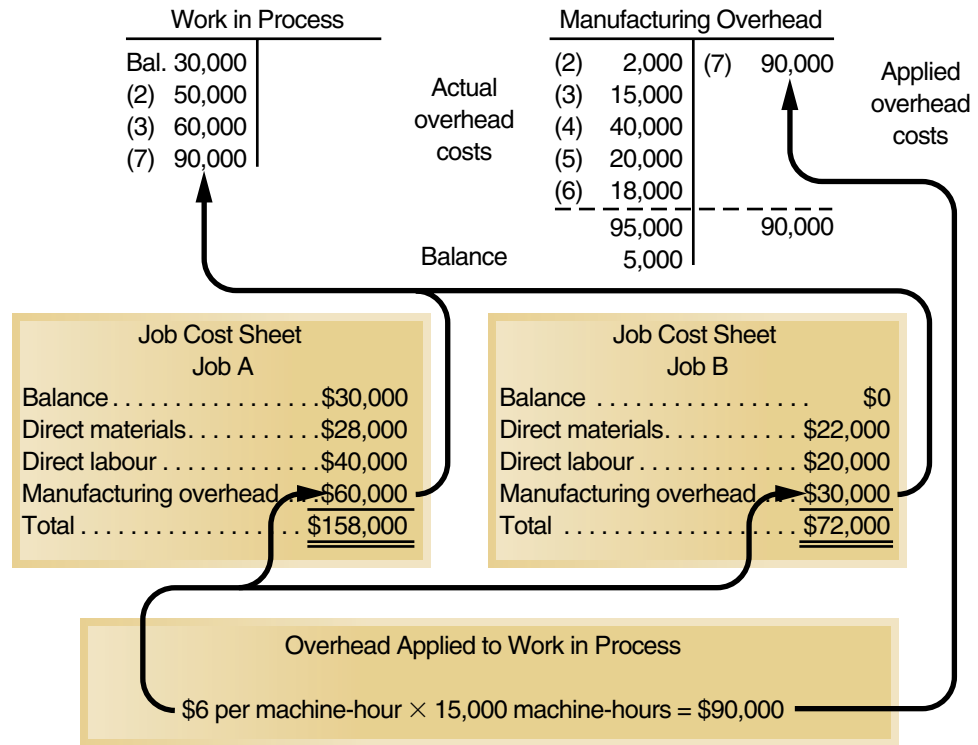 Work in Process
Bal. 30,000
(2) 50,000
(3) 60,000
(7) 90,000
Actual
overhead
costs
Manufacturing Overhead
(2) 2,000 (7) 90,000
(3) 15,000
(4) 40,000
(5) 20,000
(6) 18,000
95,000 90,000
Balance 5,000
Applied
overhead
costs
Job Cost Sheet
Job A
Balance . . . . . . . . . . . . . . . . . .$30,000
Direct materials. . . . . . . . . . .$28,000
Direct labour . . . . . . . . . . . . .$40,000
Manufacturing overhead . . .$60,000
Total . . . . . . . . . . . . . . . . . . . $158,000
Job Cost Sheet
Job B
Balance . . . . . . . . . . . . . . . . . . $0
Direct materials. . . . . . . . . . . $22,000
Direct labour . . . . . . . . . . . . . $20,000
Manufacturing overhead . . . $30,000
Total . . . . . . . . . . . . . . . . . . . $72,000
Overhead Applied to Work in Process
$6 per machine-hour × 15,000 machine-hours = $90,000